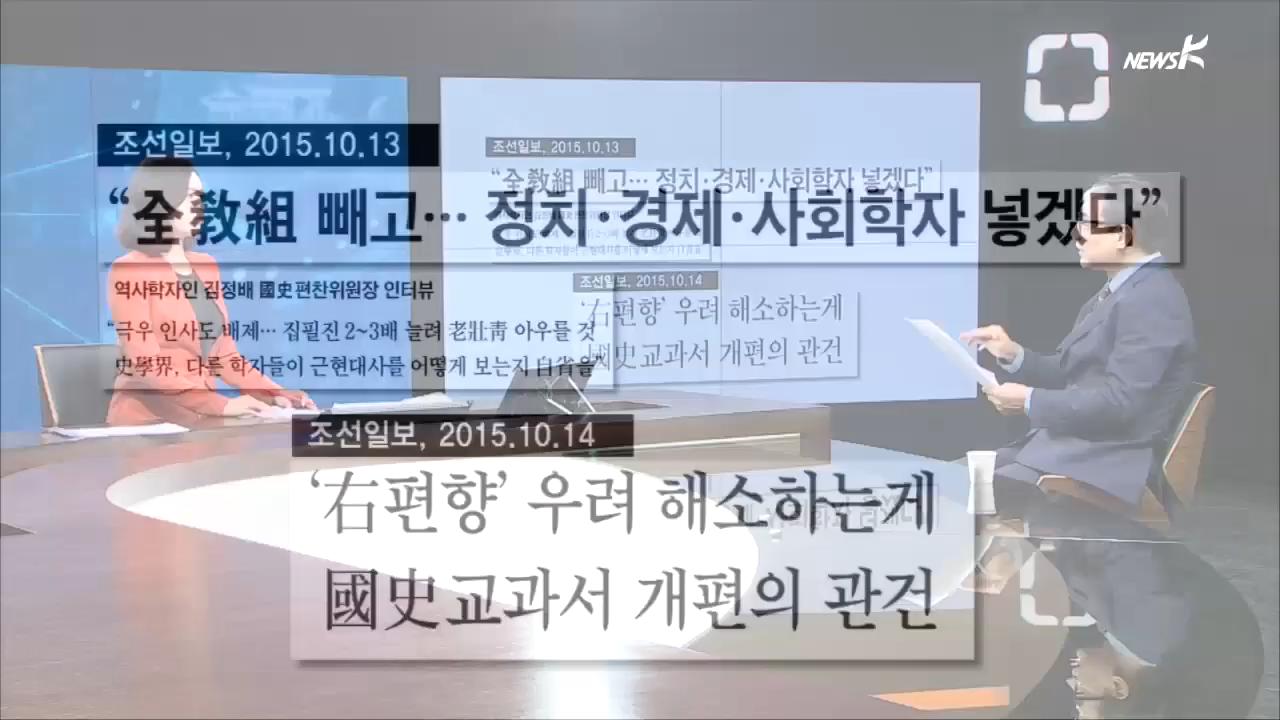 NEWS K
조선일보, 2015.10.13
“全敎組 빼고… 정치·경제·사회학자 넣겠다”
역사학자인 김정배 國史편찬위원장 인터뷰
“극우 인사도 배제… 집필진 2~3배 늘려 老壯靑 아우를 것
史學界, 다른 학자들이 근현대사를 어떻게 보는지 自省을”
조선일보, 2015.10.13
“全敎組 빼고… 정치·경제·사회학자 넣겠다”
조선일보, 2015.10.14
‘右편향’ 우려 해소하는게
國史교과서 개편의 관건
조선일보, 2015.10.14
‘右편향’ 우려 해소하는게
國史교과서 개편의 관건